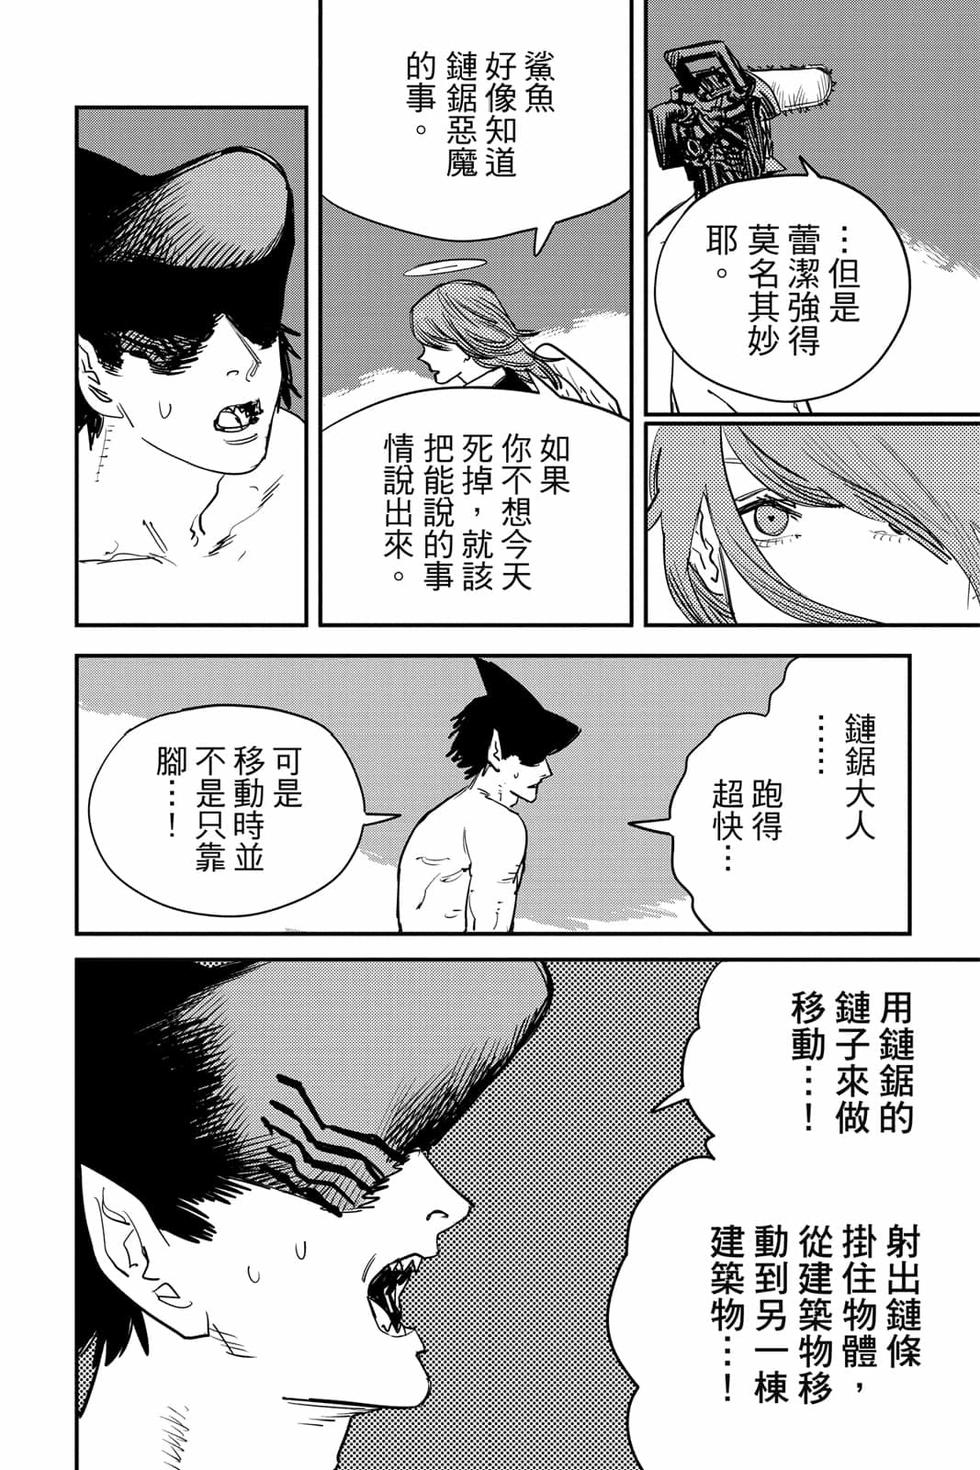 …但是
蕾潔強得
莫名其妙
耶。
鯊魚
好像知道
鏈鋸惡魔
的事。
如果
你不想今天
死掉，就該
把能說的事
情說出來。
鏈鋸大人
……
跑得
超快…
可是
移動時並
不是只靠
腳…！
用鏈鋸的
鏈子來做
移動…！
射出鏈條
掛住物體，
從建築物移
動到另一棟
建築物…！